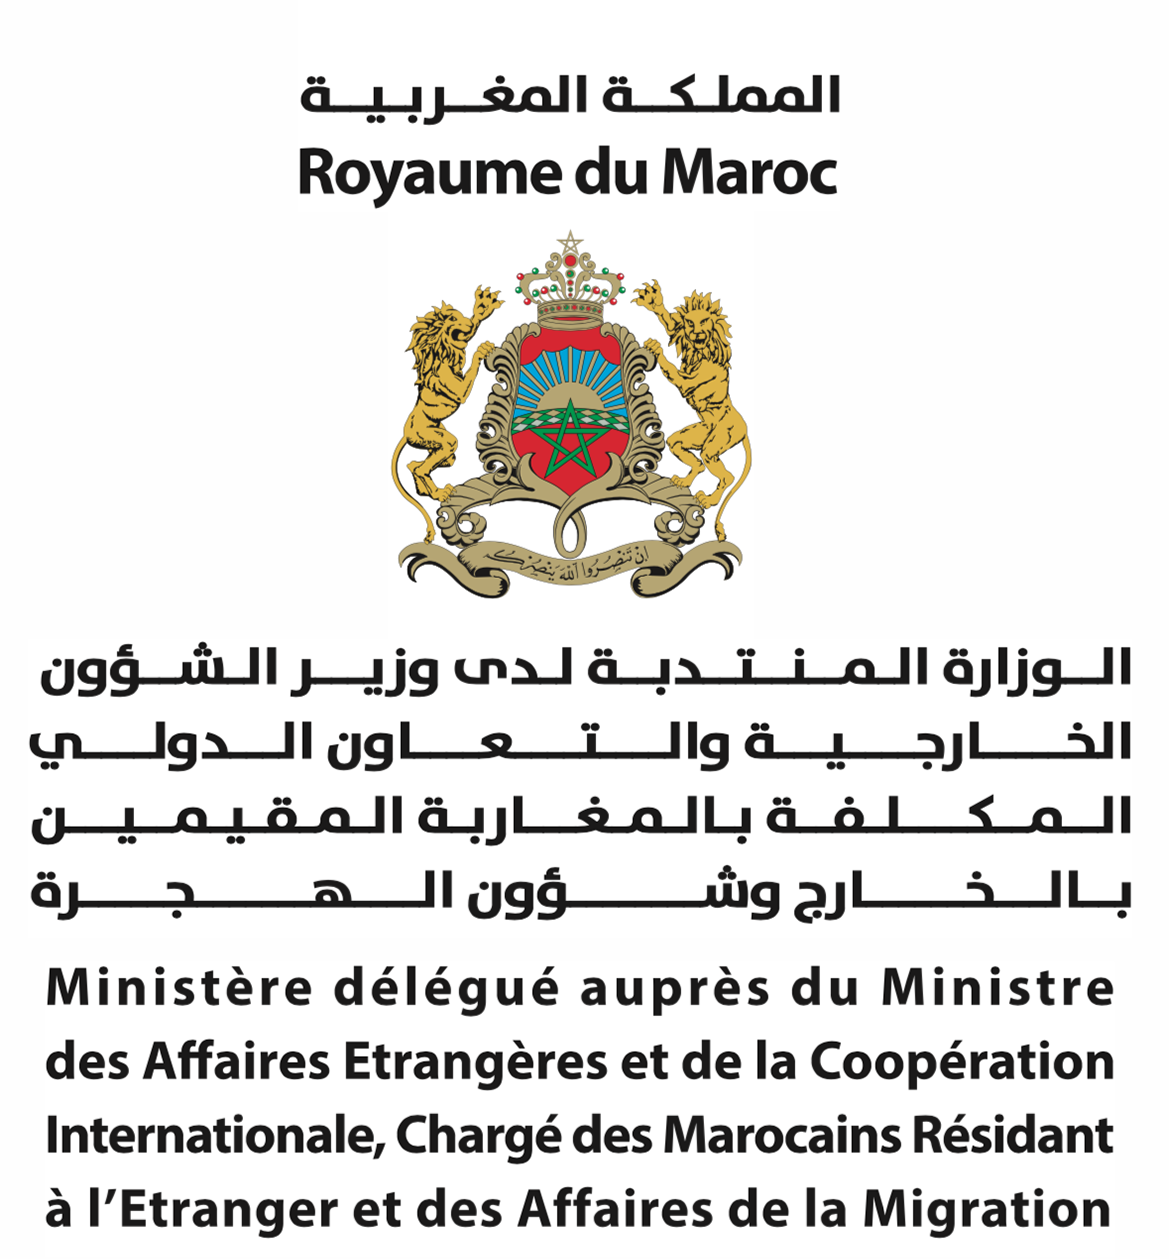 المملكة المغربية
Royaume du Maroc
ان تنصروا الله ينصركم
الوزارة المنتدبة لدى وزير الشؤون
الخارجية والتعاون الدولي
المكلفة بالمغاربة المقيمين
بالخارج وشؤون الهجرة
Ministère délégué auprès du Ministre
des Affaires Etrangères et de la Coopération
Internationale, Chargé des Marocains Résidant
à l’Etranger et des Affaires de la Migration